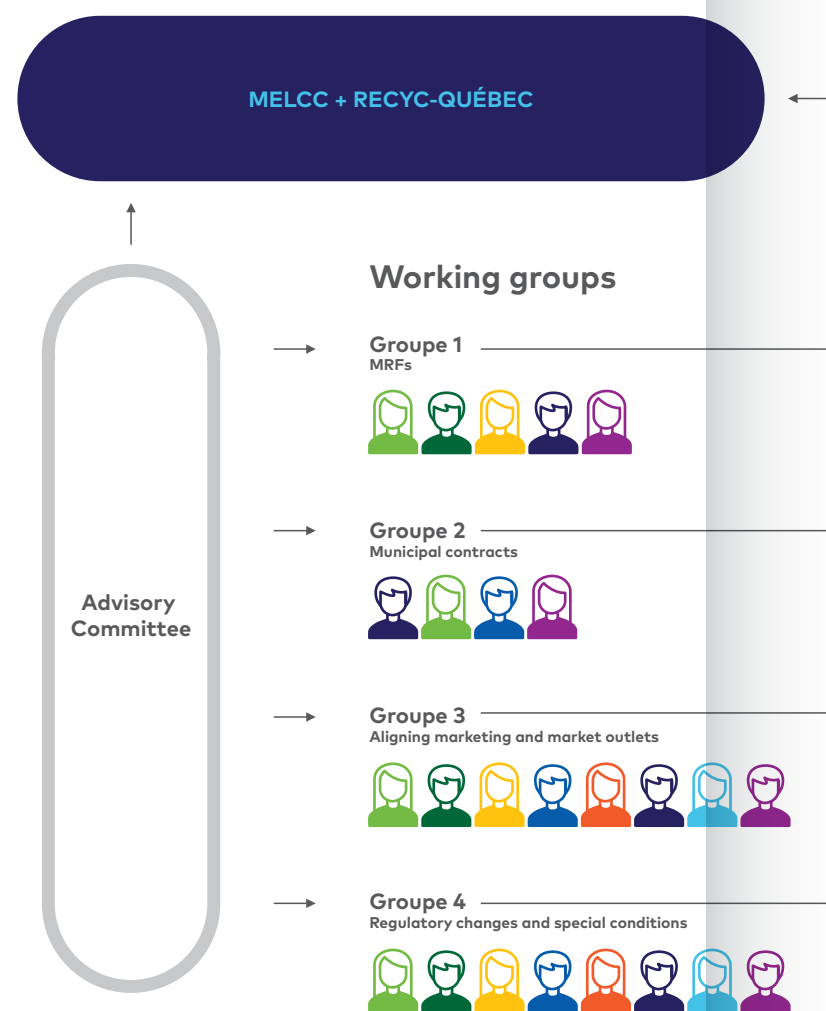 MELCC + RECYC-QUÉBEC
Working groups
Groupe 1
MRFs
Groupe 2
Municipal contracts
Advisory
Committee
Groupe 3
Aligning marketing and market outlets
Groupe 4
Regulatory changes and special conditions